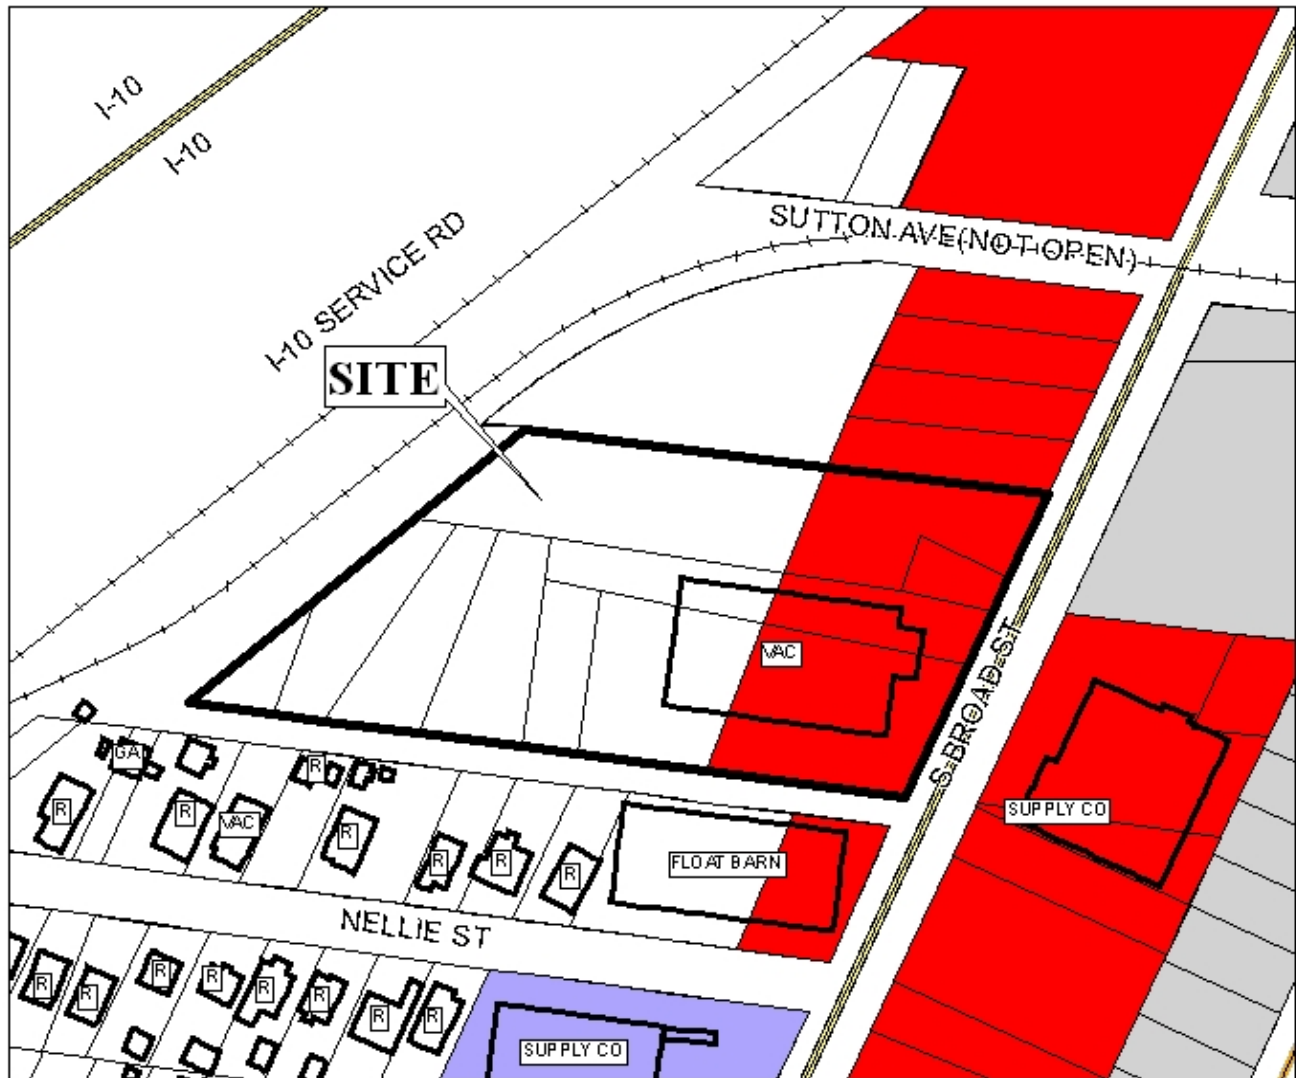 I-10
I-10
SUTTON AVE(NOT OPEN)
I-10 SERVICE RD
SITE
VAC
S BROAD ST
GA
R
R
R
VAC
R
R
R
R
FLOAT BARN
SUPPLY CO
NELLIE ST
R
R
R
R
R
R
R
R
SUPPLY CO